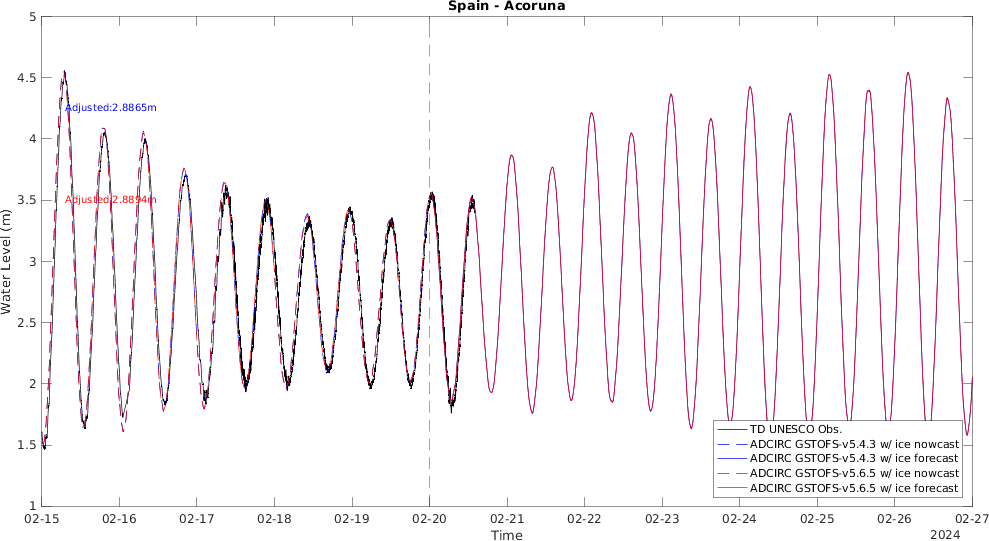 Spain - Acoruna
5
4.5
4
3.5
3
2.5
2
1.5
1
Water Level (m)
Adjusted:2.8865m
Adjusted:2.8894m
TD UNESCO Obs.
ADCIRC GSTOFS-v5.4.3 w/ ice nowcast
ADCIRC GSTOFS-v5.4.3 w/ ice forecast
ADCIRC GSTOFS-v5.6.5 w/ ice nowcast
ADCIRC GSTOFS-v5.6.5 w/ ice forecast
02-15 02-16 02-17 02-18 02-19 02-20 02-21 02-22 02-23 02-24 02-25 02-26 02-27
Time
2024